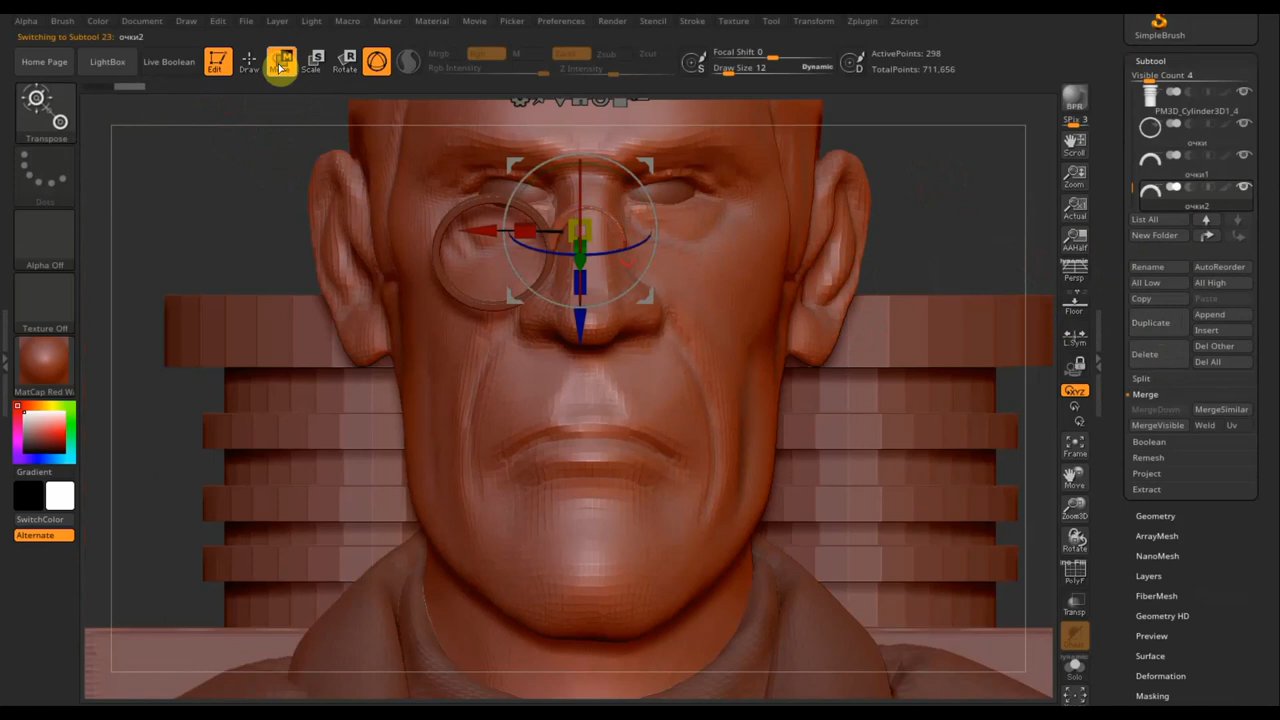 Alpha Brush Color Document Draw Edit File Layer Light Macro Marker Material Movie Picker Preferences Render Stencil Stroke Texture Tool Transform Zplugin Zscript
Switching to Subtool 23: очки2
Home Page
LightBox
Live Boolean
Edit
Draw
Scale
Rotate
Mrgb
Rgb
M
Rgb Intensity
Zadd
Zsub
Zcut
Z Intensity
Focal Shift 0
Draw Size 12
Dynamic
ActivePoints: 298
TotalPoints: 711,656
Transpose
Dots
Alpha Off
Texture Off
MatCap Red Wa
Gradient
SwitchColor
Alternate
BPR
SPix 3
Scroll
Zoom
Actual
AAHalf
Dynamic
Persp
Floor
L.Sym
XYZ
Frame
Move
Zoom3D
Rotate
PolyF
Transp
Ghost
Dynamic
Solo
SimpleBrush
Subtool
Visible Count 4
PM3D_Cylinder3D1_4
очки
очки1
очки2
List All
New Folder
Rename AutoReorder
All Low All High
Copy Paste
Duplicate Append
Insert
Delete Del Other
Del All
Split
Merge
MergeDown MergeSimilar
MergeVisible Weld Uv
Boolean
Remesh
Project
Extract
Geometry
ArrayMesh
NanoMesh
Layers
FiberMesh
Geometry HD
Preview
Surface
Deformation
Masking